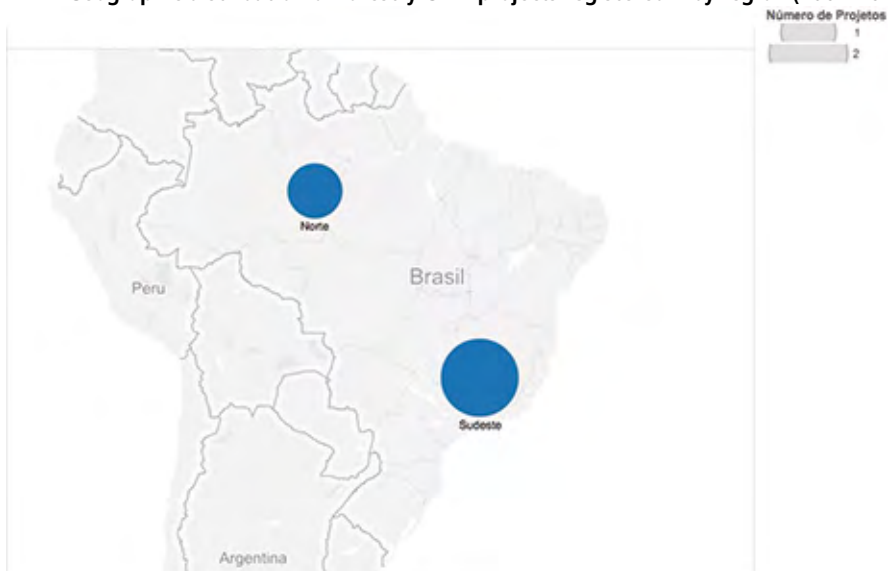 Número de Projetos
1
2
Norte
Brasil
Peru
Sudeste
Argentina